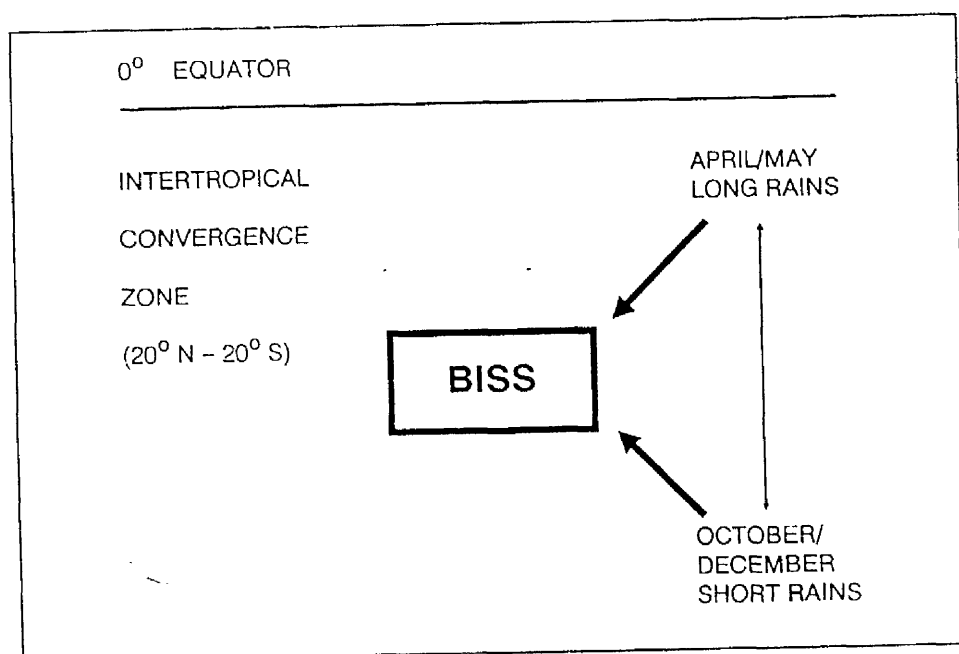 0° EQUATOR
INTERTROPICAL
CONVERGENCE
ZONE
(20° N – 20° S)
APRIL/MAY
LONG RAINS
BISS
OCTOBER/
DECEMBER
SHORT RAINS